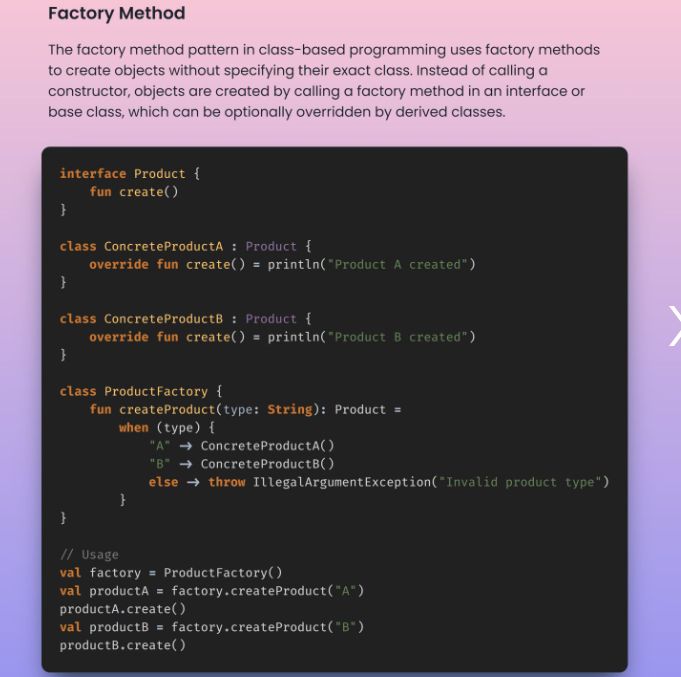 Factory Method
The factory method pattern in class-based programming uses factory methods
to create objects without specifying their exact class. Instead of calling a
constructor, objects are created by calling a factory method in an interface or
base class, which can be optionally overridden by derived classes.
interface Product {
    fun create()
}
class ConcreteProductA : Product {
    override fun create() = println("Product A created")
}
class ConcreteProductB : Product {
    override fun create() = println("Product B created")
}
class ProductFactory {
    fun createProduct(type: String): Product =
        when (type) {
            "A" → ConcreteProductA()
            "B" → ConcreteProductB()
            else → throw IllegalArgumentException("Invalid product type")
        }
}
// Usage
val factory = ProductFactory()
val productA = factory.createProduct("A")
productA.create()
val productB = factory.createProduct("B")
productB.create()